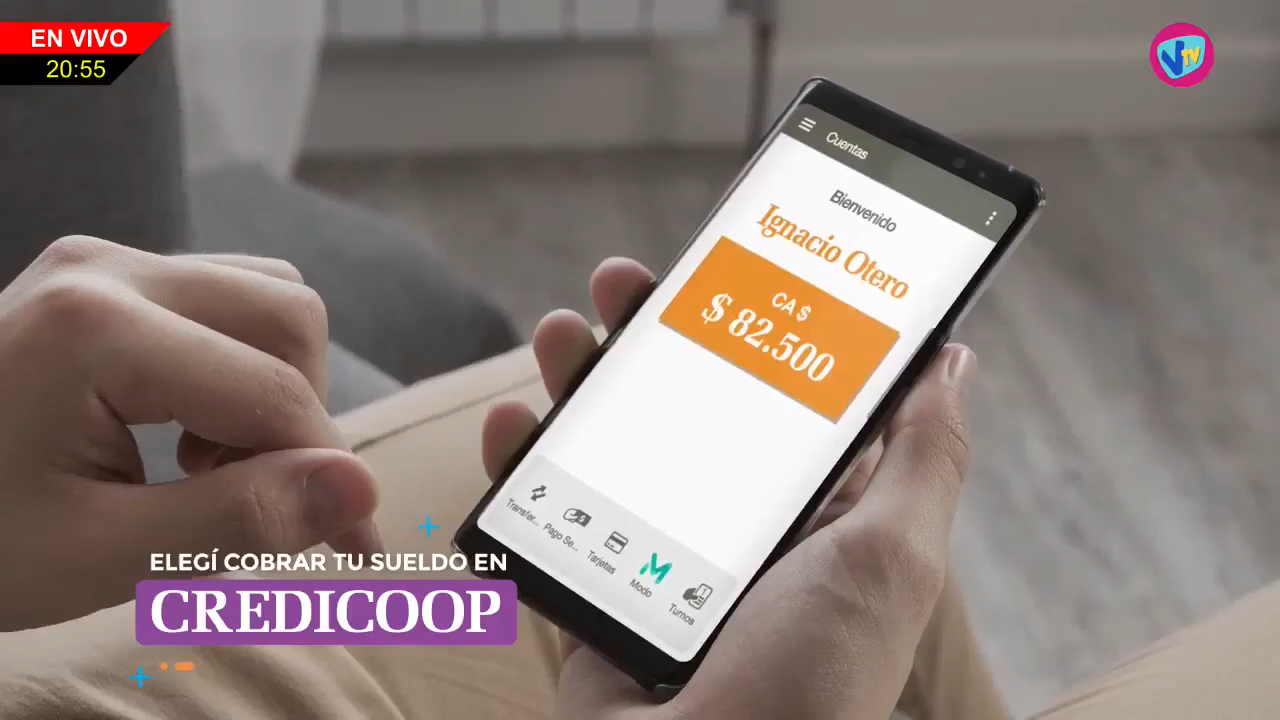 EN VIVO
20:55
VTV
Cuentas
Bienvenido
Ignacio Otero
CA $
$ 82.500
Transfer...
Pago Se...
Tarjetas
Modo
Turnos
ELEGÍ COBRAR TU SUELDO EN
CREDICOOP